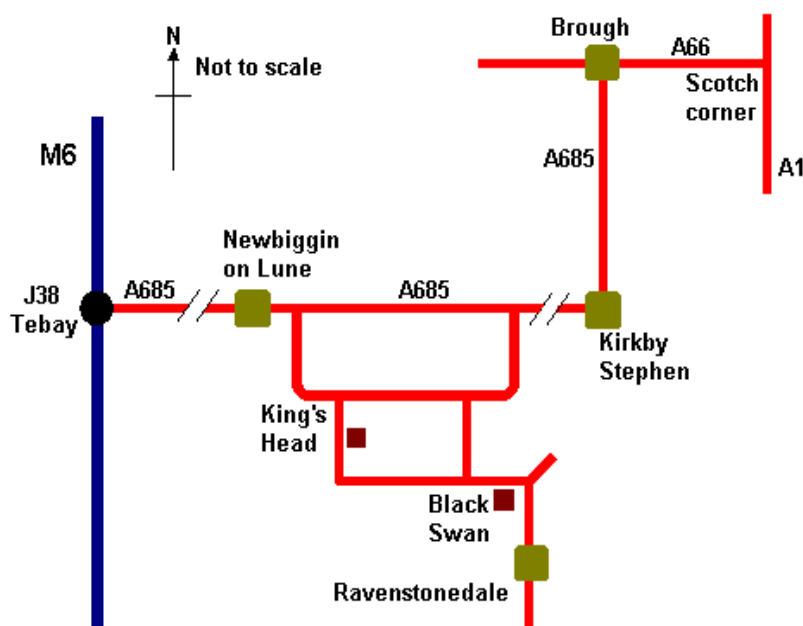 Brough
N
A66
Not to scale
Scotch
corner
M6
A685
A1
Newbiggin
on Lune
A685
A685
J38
Tebay
Kirkby
Stephen
King's
Head
Black
Swan
Ravenstonedale